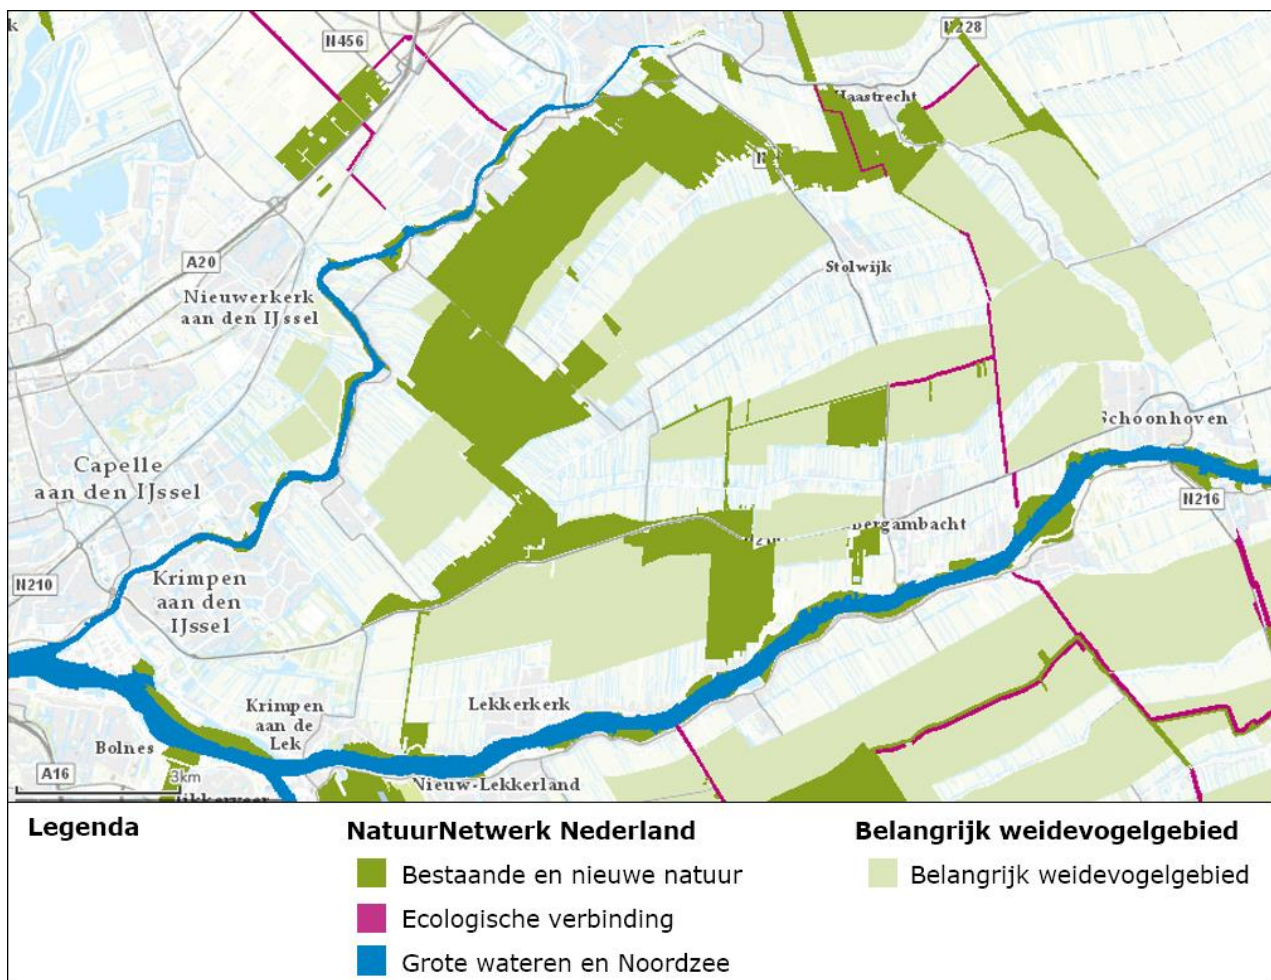 N456
N228
Haastrecht
A20
Stolwijk
Nieuwerkerk
aan den IJssel
Schoonhoven
Capelle
aan den IJssel
N216
Bergambacht
N210
Krimpen
aan den
IJssel
Krimpen
aan de
Lek
Lekkerkerk
Bolnes
A16
3km
Nieuw-Lekkerland
Legenda
NatuurNetwerk Nederland
Belangrijk weidevogelgebied
Bestaande en nieuwe natuur
Belangrijk weidevogelgebied
Ecologische verbinding
Grote wateren en Noordzee